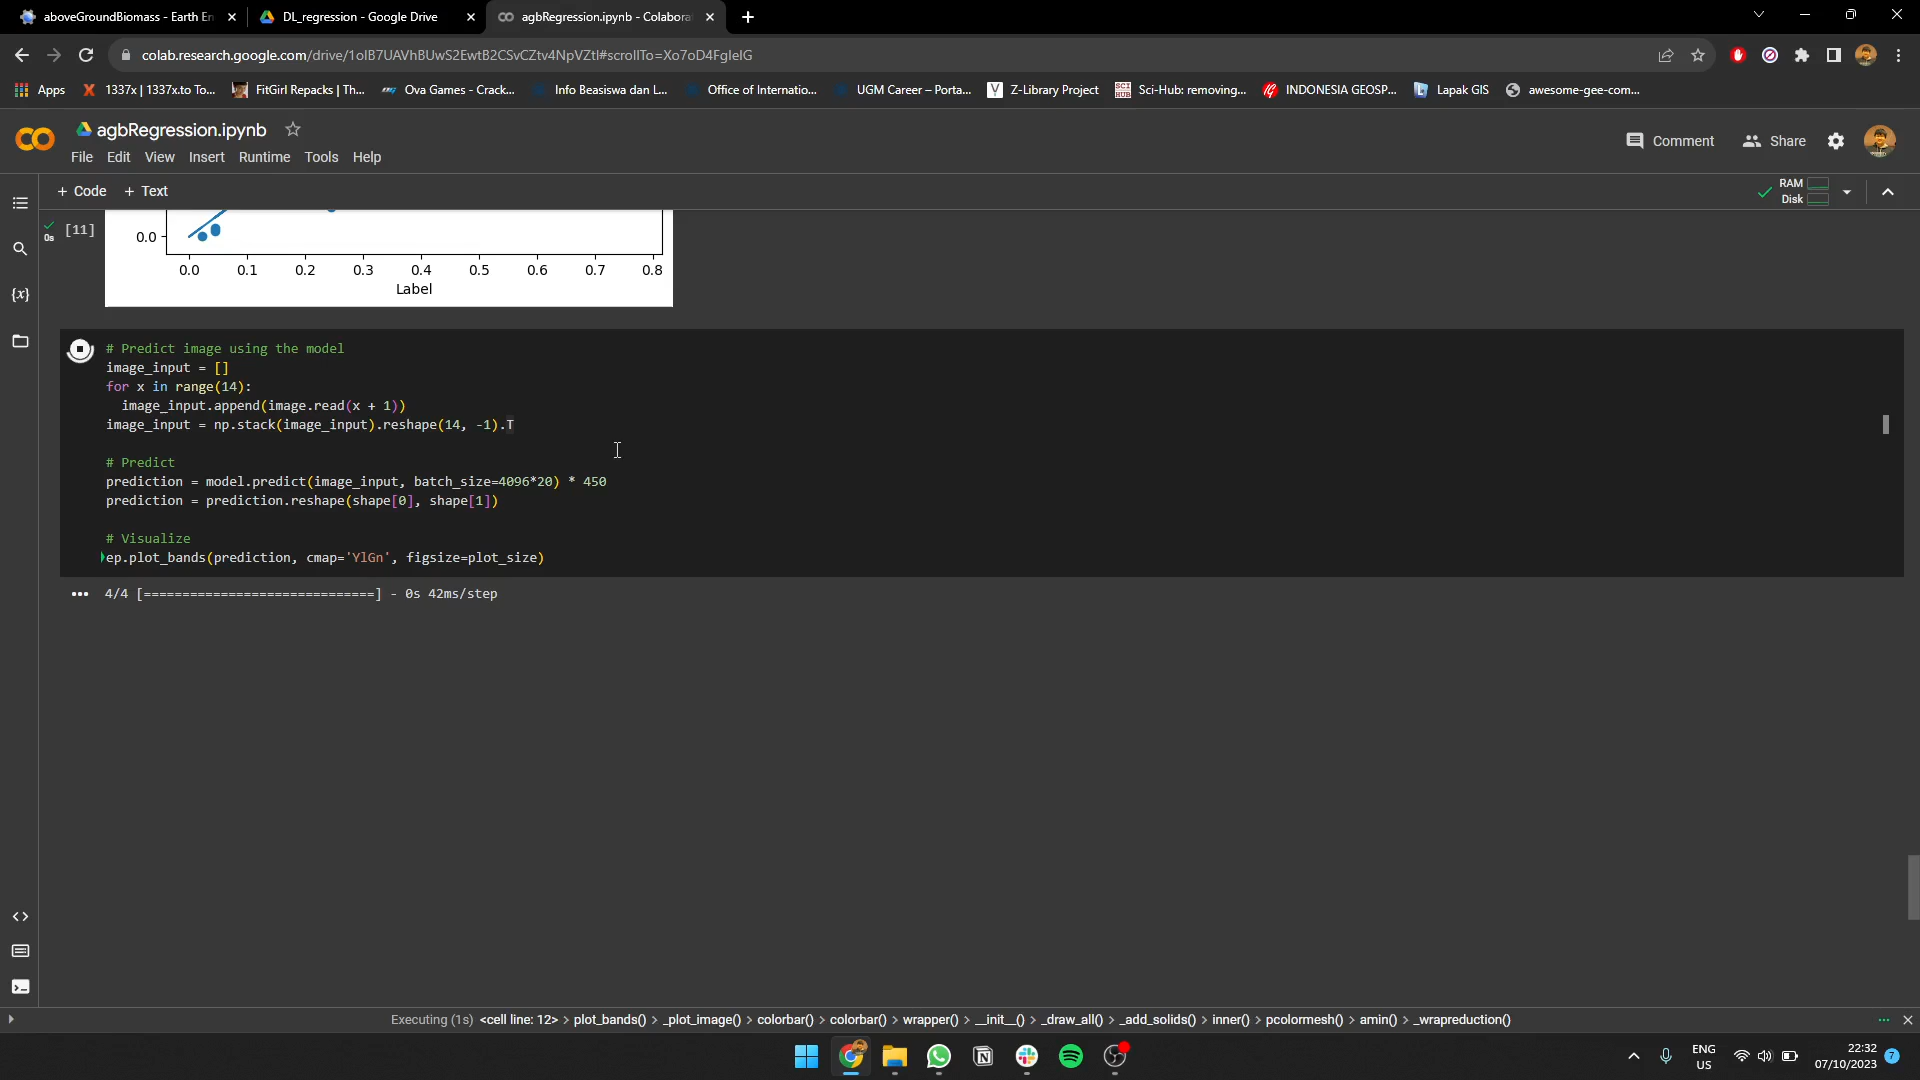 aboveGroundBiomass - Earth En
DL_regression - Google Drive
agbRegression.ipynb - Colabora
colab.research.google.com/drive/1oIB7UAVhBUwS2EwtB2CSvCZtv4NpVZtl#scrollTo=Xo7oD4FgIeIG
Apps
1337x | 1337x.to To...
FitGirl Repacks | Th...
Ova Games - Crack...
Info Beasiswa dan L...
Office of Internatio...
UGM Career – Porta...
Z-Library Project
Sci-Hub: removing...
INDONESIA GEOSP...
Lapak GIS
awesome-gee-com...
agbRegression.ipynb
File Edit View Insert Runtime Tools Help
Comment
Share
+ Code + Text
RAM
Disk
0s
[11]
0.0
0.0 0.1 0.2 0.3 0.4 0.5 0.6 0.7 0.8
Label
# Predict image using the model
image_input = []
for x in range(14):
image_input.append(image.read(x + 1))
image_input = np.stack(image_input).reshape(14, -1).T
# Predict
prediction = model.predict(image_input, batch_size=4096*20) * 450
prediction = prediction.reshape(shape[0], shape[1])
# Visualize
ep.plot_bands(prediction, cmap='YlGn', figsize=plot_size)
4/4 [==============================] - 0s 42ms/step
Executing (1s) <cell line: 12> > plot_bands() > _plot_image() > colorbar() > colorbar() > wrapper() > __init__() > _draw_all() > _add_solids() > inner() > pcolormesh() > amin() > _wrapreduction()
ENG
US
22:32
07/10/2023
7